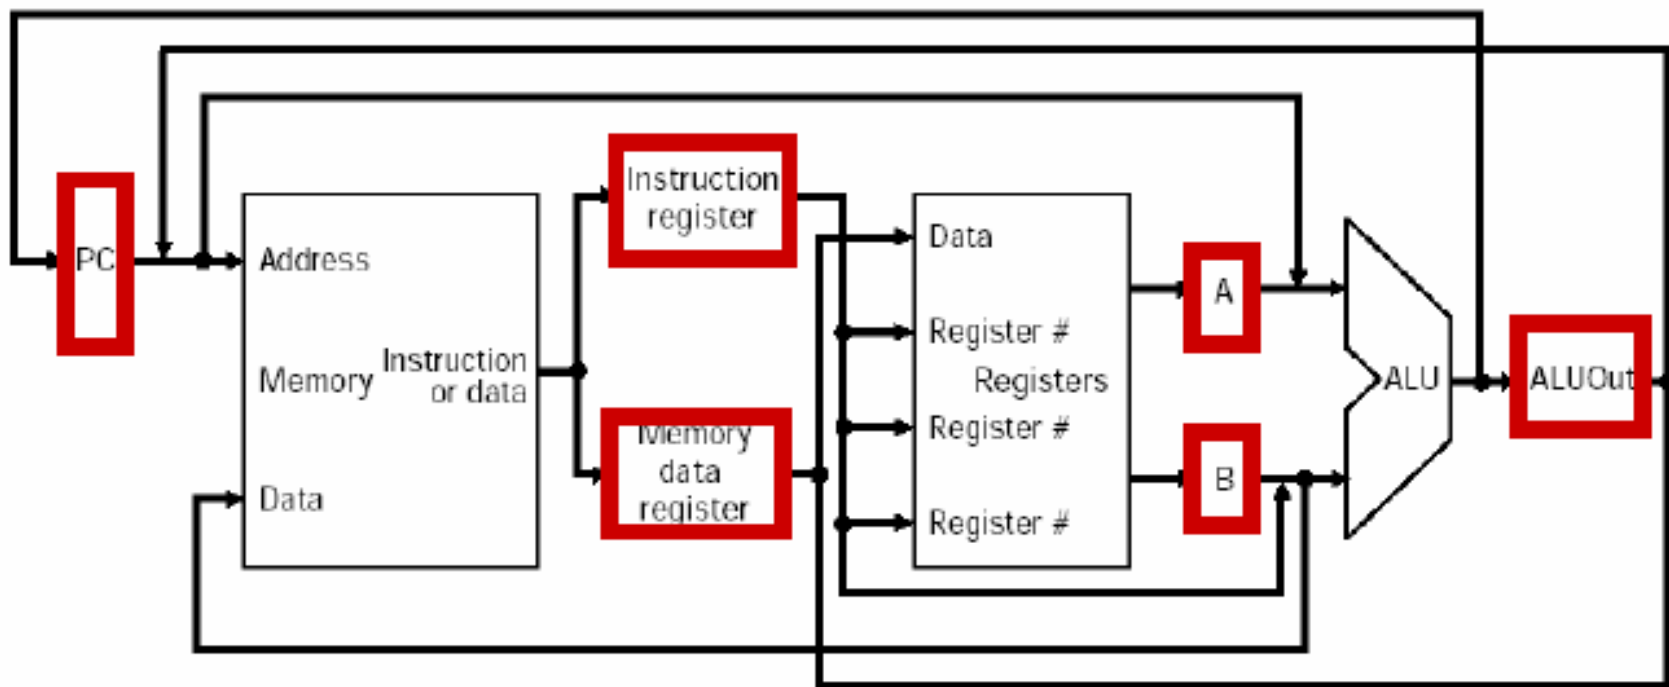 PC
Address
Memory
Instruction
or data
Data
Instruction
register
Memory
data
register
Data
Register #
Registers
Register #
Register #
A
B
ALU
ALUOut